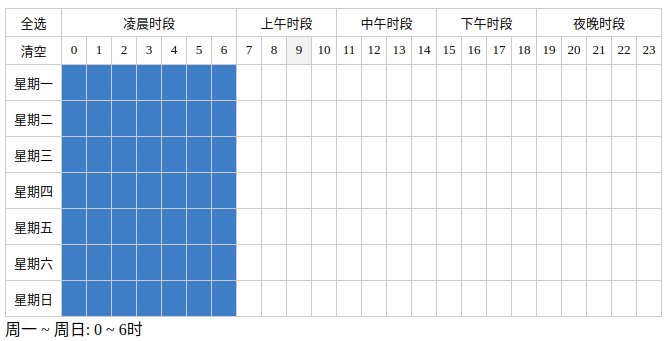 全选 凌晨时段 上午时段 中午时段 下午时段 夜晚时段
清空 0 1 2 3 4 5 6 7 8 9 10 11 12 13 14 15 16 17 18 19 20 21 22 23
星期一
星期二
星期三
星期四
星期五
星期六
星期日
周一 ~ 周日: 0 ~ 6时